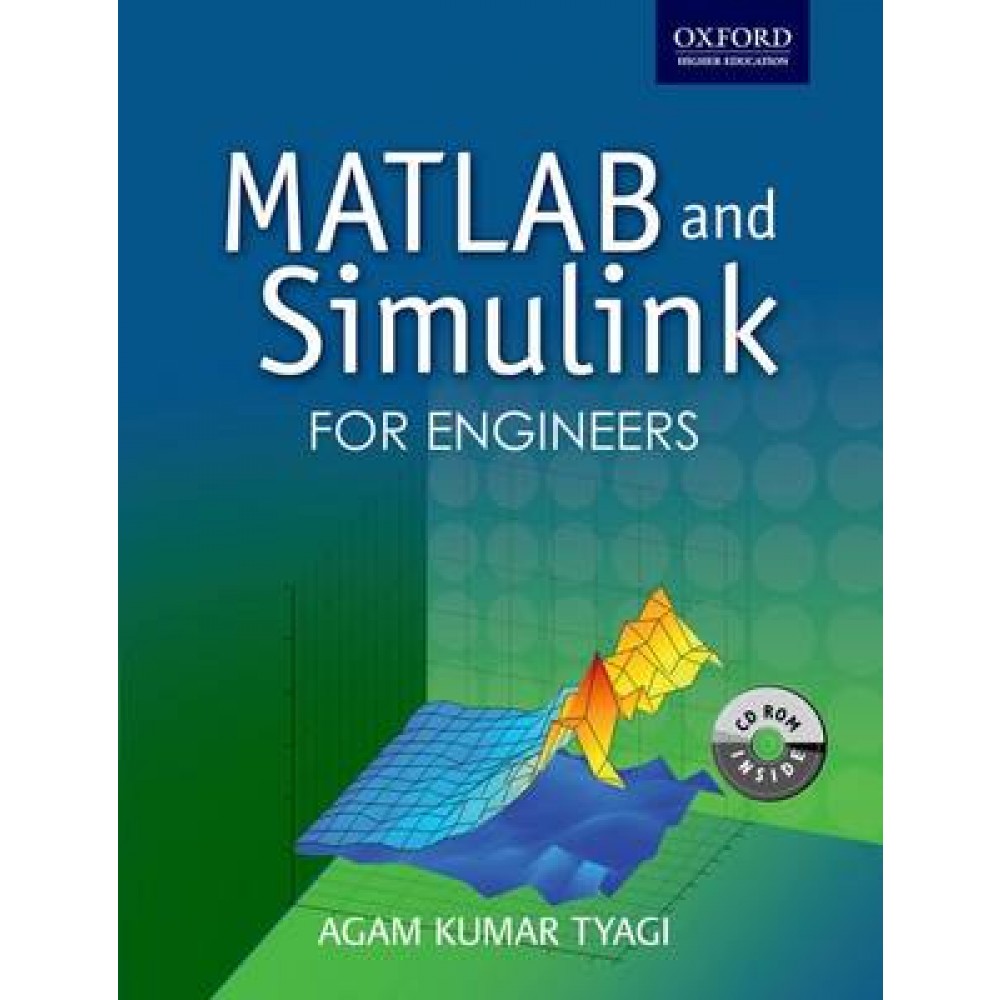 OXFORD
HIGHER EDUCATION
MATLAB and
Simulink
FOR ENGINEERS
CD ROM
INSIDE
AGAM KUMAR TYAGI